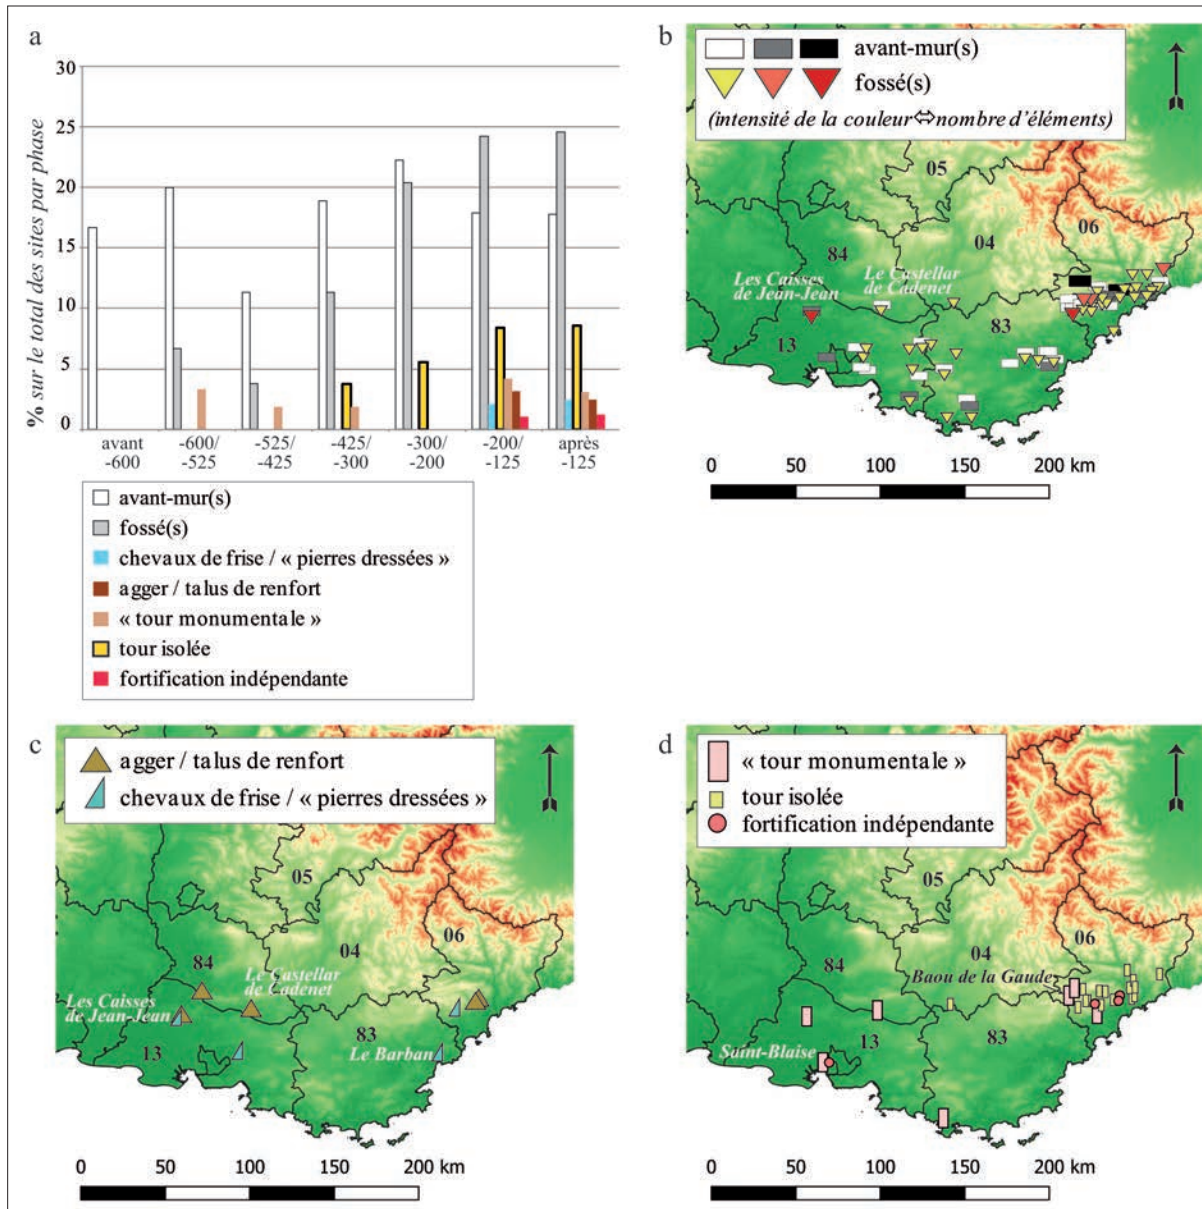 a
30
25
20
15
10
5
0
% sur le total des sites par phase
avant -600/ -525/ -425/ -300/ -200/ après
-600 -525 -425 -300 -200 -125 -125
avant-mur(s)
fossé(s)
chevaux de frise / « pierres dressées »
agger / talus de renfort
« tour monumentale »
tour isolée
fortification indépendante
b
avant-mur(s)
fossé(s)
(intensité de la couleur⇔nombre d'éléments)
05
04
06
84
Les Caisses
de Jean-Jean
Le Castellar
de Cadenet
83
13
0 50 100 150 200 km
c
agger / talus de renfort
chevaux de frise / « pierres dressées »
05
04
06
84
Le Castellar
de Cadenet
Les Caisses
de Jean-Jean
83
13
Le Barban
0 50 100 150 200 km
d
« tour monumentale »
tour isolée
fortification indépendante
05
04
06
Baou de la Gaude
84
83
13
Saint-Blaise
0 50 100 150 200 km